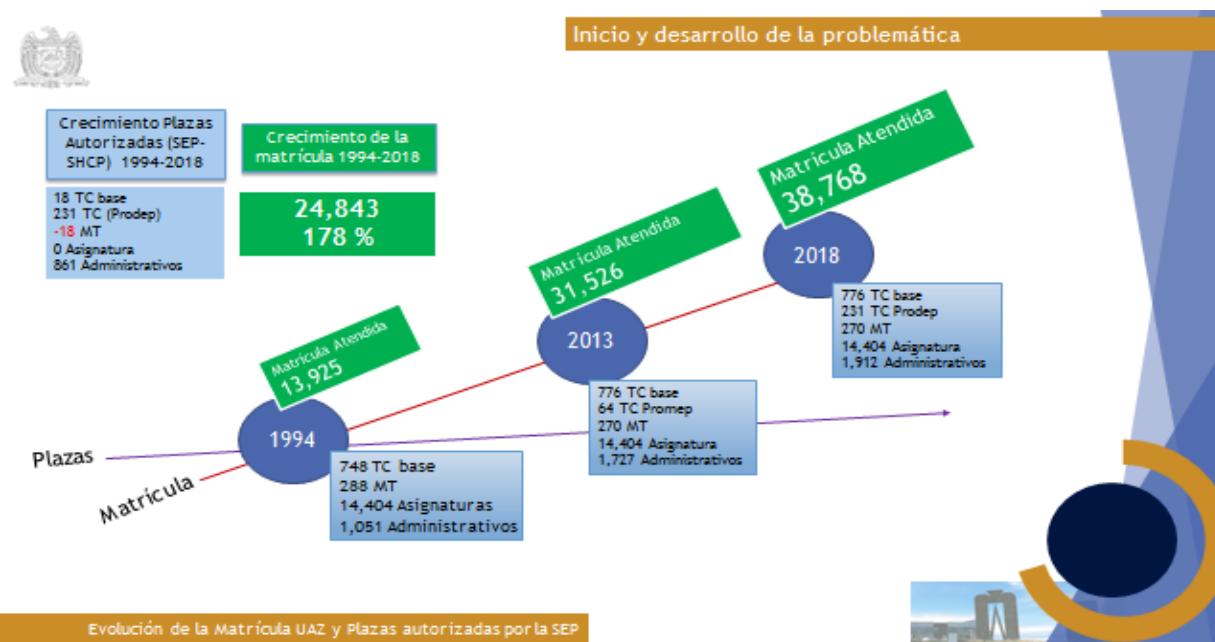 Inicio y desarrollo de la problemática
Crecimiento Plazas
Autorizadas (SEP-
SHCP) 1994-2018
18 TC base
231 TC (Prodep)
-18 MT
0 Asignatura
861 Administrativos
Crecimiento de la
matrícula 1994-2018
24,843
178 %
Matrícula Atendida
13,925
1994
748 TC base
288 MT
14,404 Asignaturas
1,051 Administrativos
Matrícula Atendida
31,526
2013
776 TC base
64 TC Promep
270 MT
14,404 Asignatura
1,727 Administrativos
Matrícula Atendida
38,768
2018
776 TC base
231 TC Prodep
270 MT
14,404 Asignatura
1,912 Administrativos
Plazas
Matrícula
Evolución de la Matrícula UAZ y Plazas autorizadas por la SEP